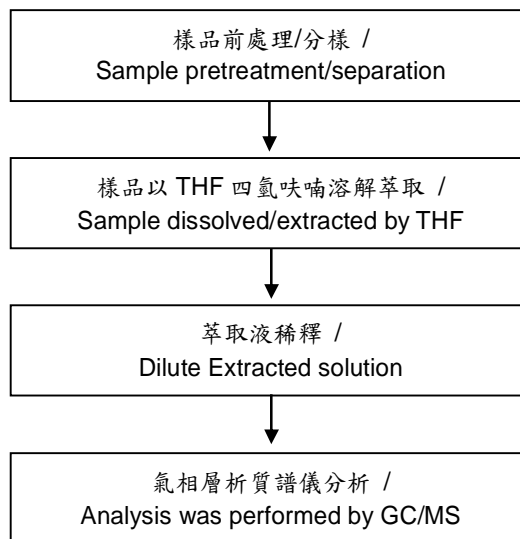 樣品前處理/分樣 /
Sample pretreatment/separation
樣品以 THF 四氫呋喃溶解萃取 /
Sample dissolved/extracted by THF
萃取液稀釋 /
Dilute Extracted solution
氣相層析質譜儀分析 /
Analysis was performed by GC/MS